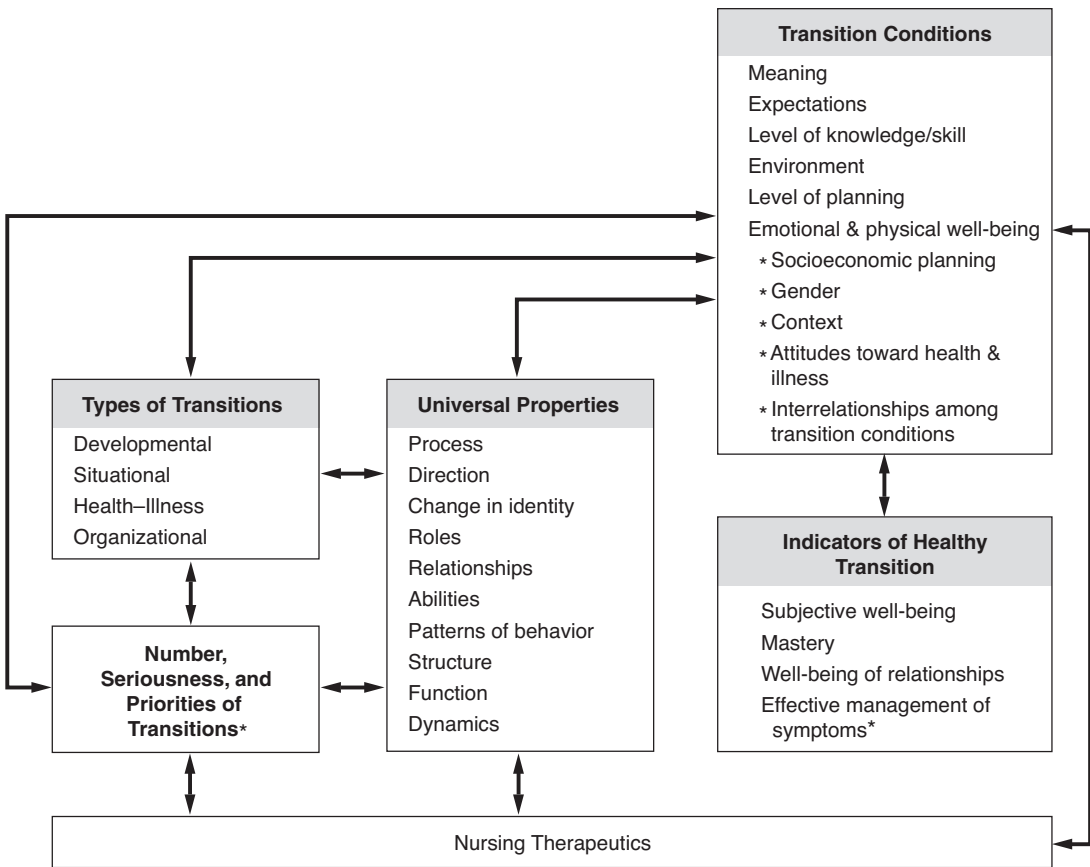 Transition Conditions
Meaning
Expectations
Level of knowledge/skill
Environment
Level of planning
Emotional & physical well-being
* Socioeconomic planning
* Gender
* Context
* Attitudes toward health &
illness
* Interrelationships among
transition conditions
Types of Transitions
Developmental
Situational
Health–Illness
Organizational
Universal Properties
Process
Direction
Change in identity
Roles
Relationships
Abilities
Patterns of behavior
Structure
Function
Dynamics
Indicators of Healthy
Transition
Subjective well-being
Mastery
Well-being of relationships
Effective management of
symptoms*
Number,
Seriousness, and
Priorities of
Transitions*
Nursing Therapeutics